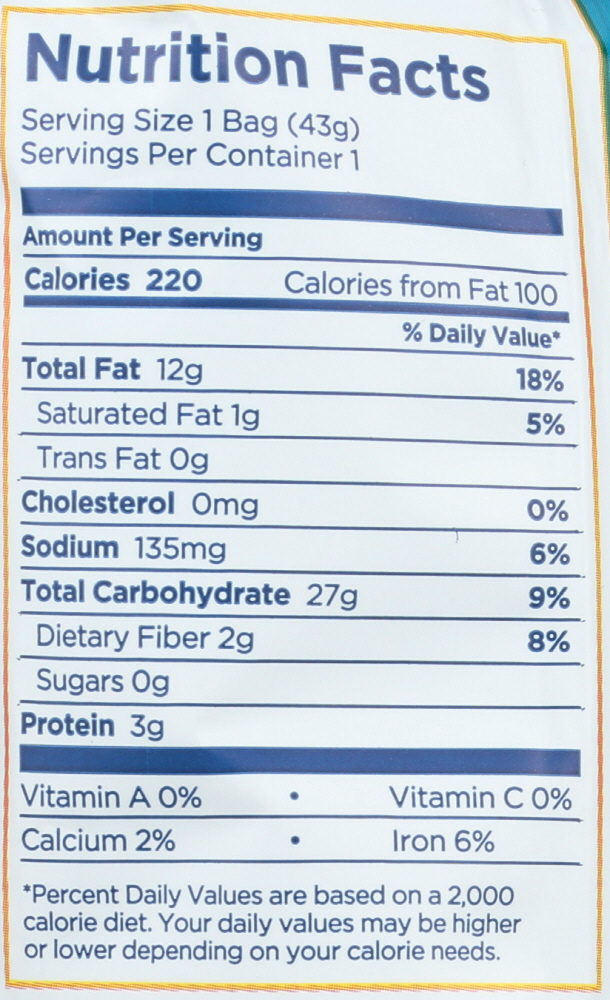 Nutrition Facts
Serving Size 1 Bag (43g)
Servings Per Container 1
Amount Per Serving
Calories 220 Calories from Fat 100
% Daily Value*
Total Fat 12g 18%
Saturated Fat 1g 5%
Trans Fat 0g
Cholesterol 0mg 0%
Sodium 135mg 6%
Total Carbohydrate 27g 9%
Dietary Fiber 2g 8%
Sugars 0g
Protein 3g
Vitamin A 0% • Vitamin C 0%
Calcium 2% • Iron 6%
*Percent Daily Values are based on a 2,000
calorie diet. Your daily values may be higher
or lower depending on your calorie needs.